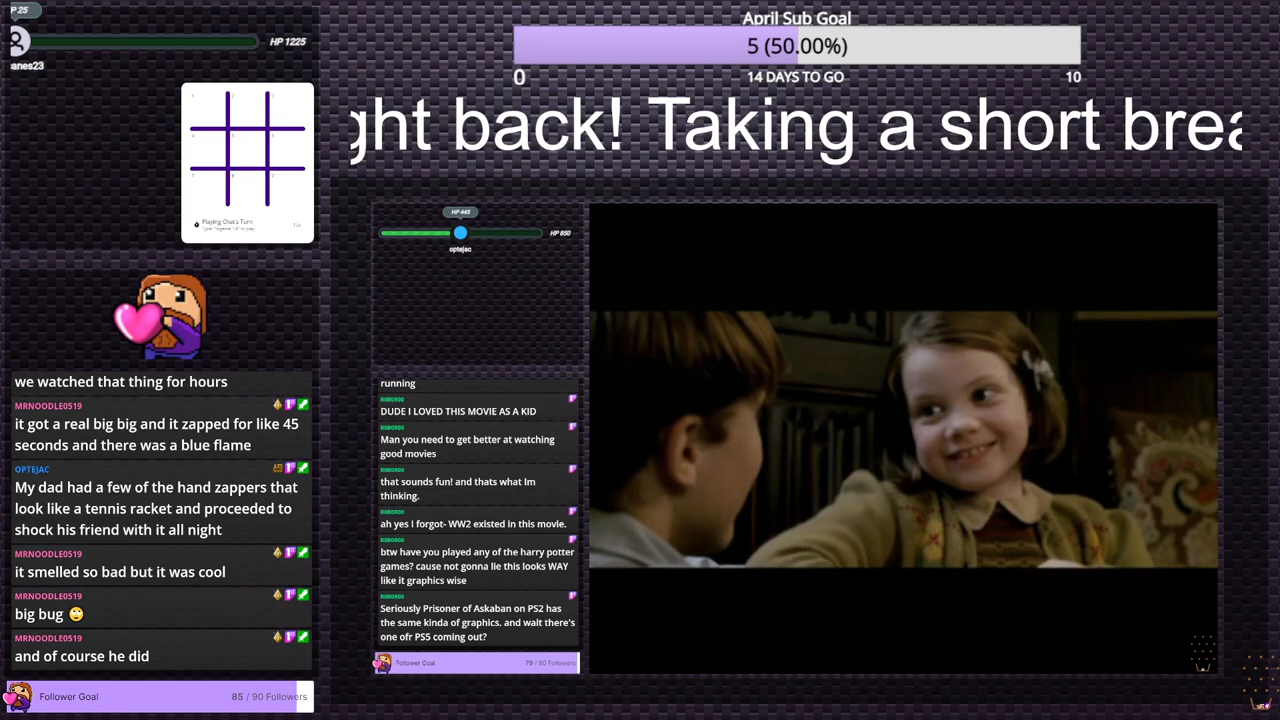 P 25
HP 1225
anes23
April Sub Goal
5 (50.00%)
0
14 DAYS TO GO
10
ght back! Taking a short brea
1
4
5
7
8
Playing Chat's Turn
HP 445
HP 850
optejac
we watched that thing for hours
MRNOODLE0519
it got a real big big and it zapped for like 45
seconds and there was a blue flame
OPTEJAC
My dad had a few of the hand zappers that
look like a tennis racket and proceeded to
shock his friend with it all night
MRNOODLE0519
it smelled so bad but it was cool
MRNOODLE0519
big bug 🙄
MRNOODLE0519
and of course he did
Follower Goal
85 / 90 Followers
running
DUDE I LOVED THIS MOVIE AS A KID
Man you need to get better at watching
good movies
that sounds fun! and thats what Im
thinking.
ah yes I forgot- WW2 existed in this movie.
btw have you played any of the harry potter
games? cause not gonna lie this looks WAY
like it graphics wise
Seriously Prisoner of Askaban on PS2 has
the same kinda of graphics. and wait there's
one ofr PS5 coming out?
Follower Goal
79 / 90 Followers